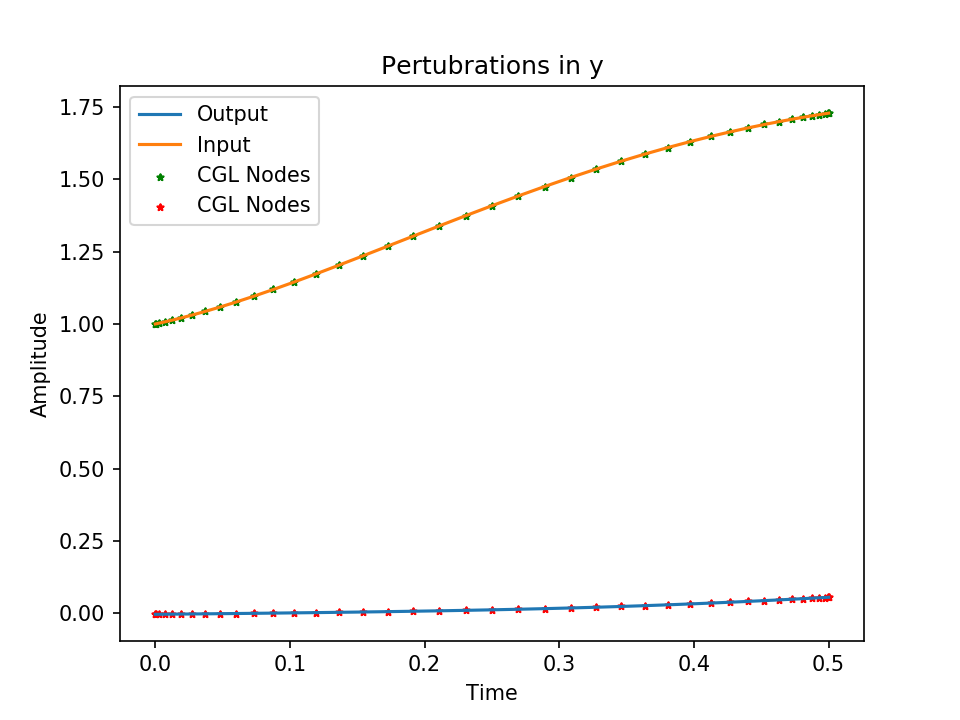 Pertubrations in y
Output
Input
CGL Nodes
CGL Nodes
1.75
1.50
1.25
1.00
0.75
0.50
0.25
0.00
Amplitude
0.0 0.1 0.2 0.3 0.4 0.5
Time